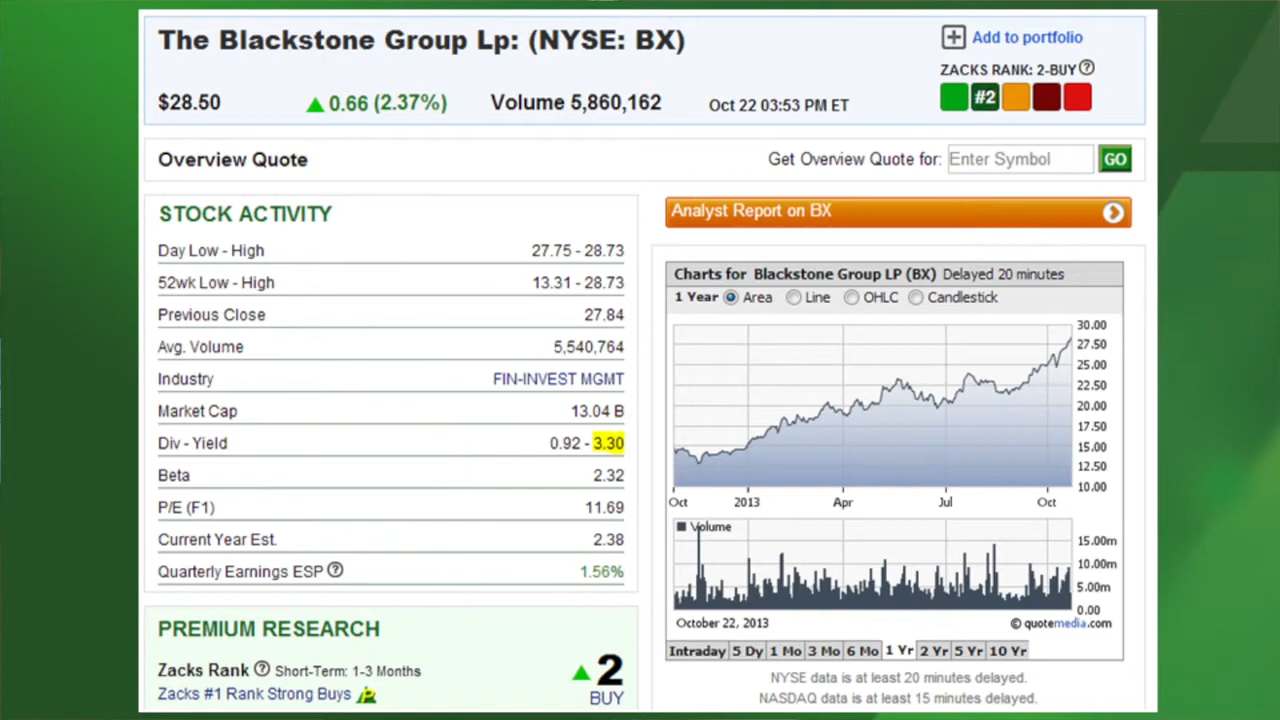 The Blackstone Group Lp: (NYSE: BX)
Add to portfolio
ZACKS RANK: 2-BUY ?
$28.50 0.66 (2.37%) Volume 5,860,162 Oct 22 03:53 PM ET
#2
Overview Quote
Get Overview Quote for: Enter Symbol GO
STOCK ACTIVITY
Day Low - High 27.75 - 28.73
52wk Low - High 13.31 - 28.73
Previous Close 27.84
Avg. Volume 5,540,764
Industry FIN-INVEST MGMT
Market Cap 13.04 B
Div - Yield 0.92 - 3.30
Beta 2.32
P/E (F1) 11.69
Current Year Est. 2.38
Quarterly Earnings ESP ? 1.56%
PREMIUM RESEARCH
Zacks Rank ? Short-Term: 1-3 Months
Zacks #1 Rank Strong Buys
2
BUY
Analyst Report on BX
Charts for Blackstone Group LP (BX) Delayed 20 minutes
1 Year Area Line OHLC Candlestick
30.00
27.50
25.00
22.50
20.00
17.50
15.00
12.50
10.00
Oct 2013 Apr Jul Oct
Volume
15.00m
10.00m
5.00m
0.00
October 22, 2013 © quotemedia.com
Intraday 5 Dy 1 Mo 3 Mo 6 Mo 1 Yr 2 Yr 5 Yr 10 Yr
NYSE data is at least 20 minutes delayed.
NASDAQ data is at least 15 minutes delayed.